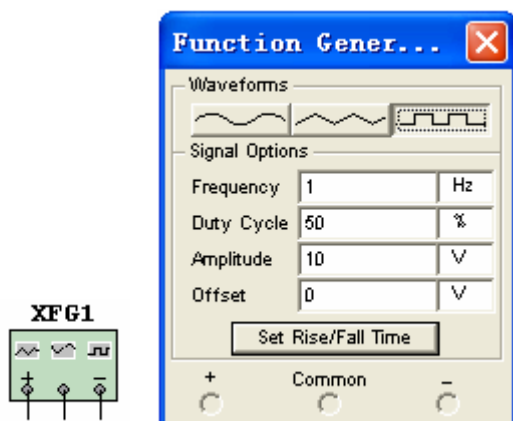 Function Gener...
Waveforms
Signal Options
Frequency 1 Hz
Duty Cycle 50 %
Amplitude 10 V
Offset 0 V
Set Rise/Fall Time
+ Common -
XFG1
+ -